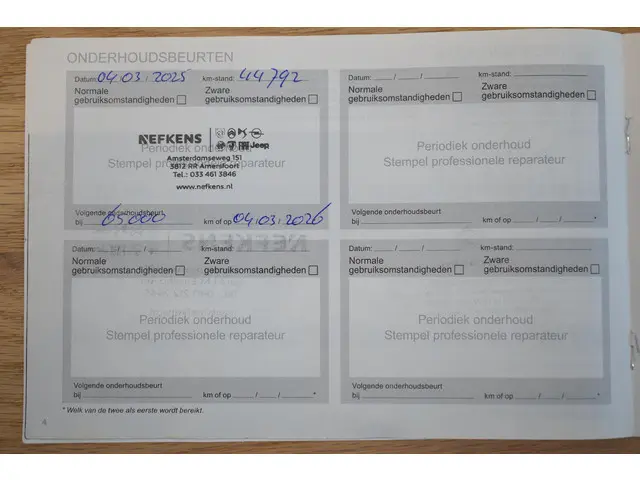 ONDERHOUDSBEURTEN
Datum: 04/03/2025 km-stand: 44792
Normale gebruiksomstandigheden Zware gebruiksomstandigheden
Periodiek onderhoud
Stempel professionele reparateur
NEFKENS
Jeep
Amsterdamseweg 151
3812 RR Amersfoort
Tel.: 033 461 3846
www.nefkens.nl
Volgende onderhoudsbeurt
bij 65.000 km of op 04/03/2026
Datum: / / km-stand:
Normale gebruiksomstandigheden Zware gebruiksomstandigheden
Periodiek onderhoud
Stempel professionele reparateur
Volgende onderhoudsbeurt
bij km of op / / *
Datum: / / km-stand:
Normale gebruiksomstandigheden Zware gebruiksomstandigheden
Periodiek onderhoud
Stempel professionele reparateur
Volgende onderhoudsbeurt
bij km of op / / *
Datum: / / km-stand:
Normale gebruiksomstandigheden Zware gebruiksomstandigheden
Periodiek onderhoud
Stempel professionele reparateur
Volgende onderhoudsbeurt
bij km of op / / *
* Welk van de twee als eerste wordt bereikt.